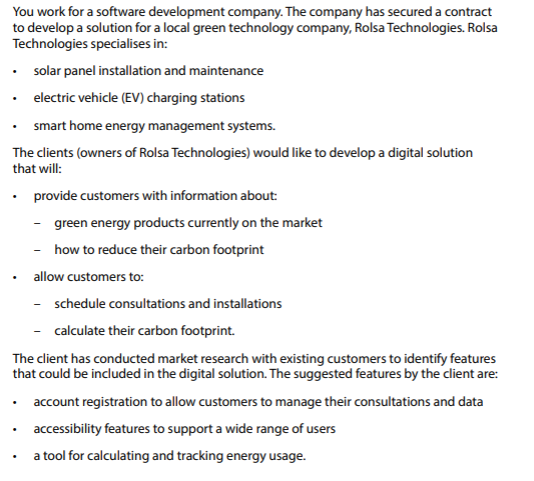 You work for a software development company. The company has secured a contract
to develop a solution for a local green technology company, Rolsa Technologies. Rolsa
Technologies specialises in:
• solar panel installation and maintenance
• electric vehicle (EV) charging stations
• smart home energy management systems.
The clients (owners of Rolsa Technologies) would like to develop a digital solution
that will:
• provide customers with information about:
– green energy products currently on the market
– how to reduce their carbon footprint
• allow customers to:
– schedule consultations and installations
– calculate their carbon footprint.
The client has conducted market research with existing customers to identify features
that could be included in the digital solution. The suggested features by the client are:
• account registration to allow customers to manage their consultations and data
• accessibility features to support a wide range of users
• a tool for calculating and tracking energy usage.